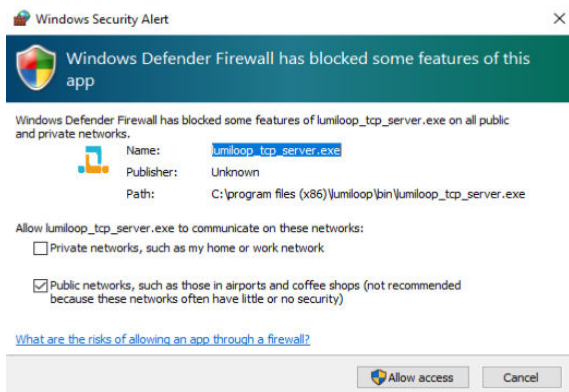 Windows Security Alert
Windows Defender Firewall has blocked some features of this
app
Windows Defender Firewall has blocked some features of lumiloop_tcp_server.exe on all public
and private networks.
Name: lumiloop_tcp_server.exe
Publisher: Unknown
Path: C:\program files (x86)\lumiloop\bin\lumiloop_tcp_server.exe
Allow lumiloop_tcp_server.exe to communicate on these networks:
Private networks, such as my home or work network
Public networks, such as those in airports and coffee shops (not recommended
because these networks often have little or no security)
What are the risks of allowing an app through a firewall?
Allow access Cancel